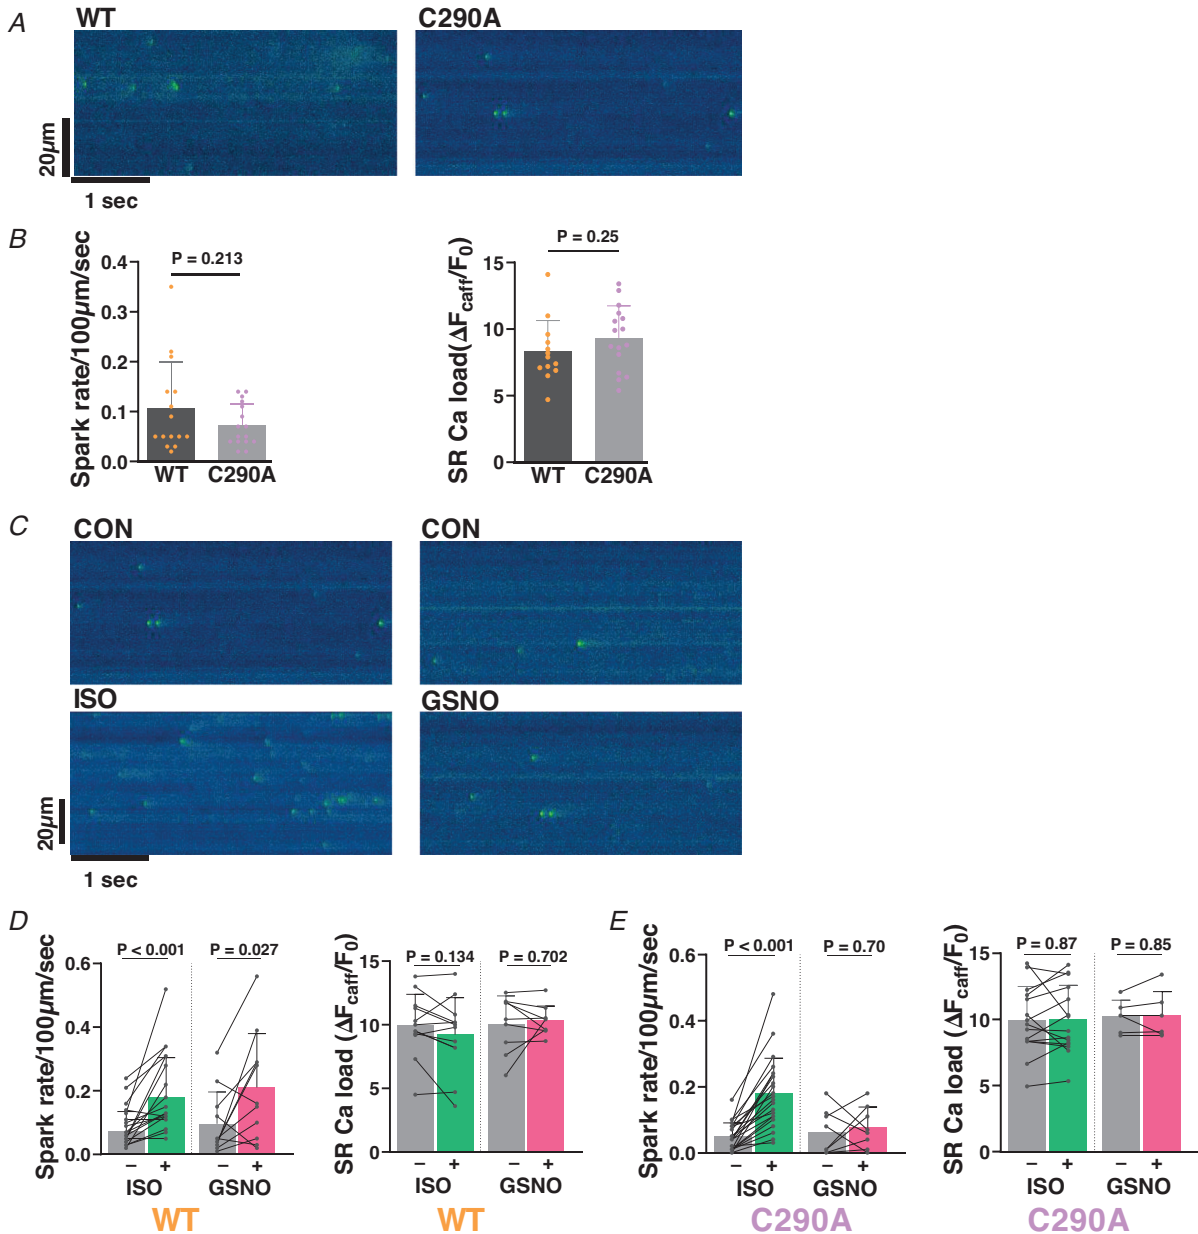 A
WT
C290A
20µm
1 sec
B
Spark rate/100µm/sec
0.4
0.3
0.2
0.1
0.0
P = 0.213
WT
C290A
SR Ca load(ΔFcaff/F0)
15
10
5
0
P = 0.25
WT
C290A
C
CON
CON
ISO
GSNO
20µm
1 sec
D
Spark rate/100µm/sec
0.6
0.4
0.2
0.0
P < 0.001
P = 0.027
– +
– +
ISO
GSNO
WT
SR Ca load (ΔFcaff/F0)
15
10
5
0
P = 0.134
P = 0.702
– +
– +
ISO
GSNO
WT
E
Spark rate/100µm/sec
0.6
0.4
0.2
0.0
P < 0.001
P = 0.70
– +
– +
ISO
GSNO
C290A
SR Ca load (ΔFcaff/F0)
15
10
5
0
P = 0.87
P = 0.85
– +
– +
ISO
GSNO
C290A